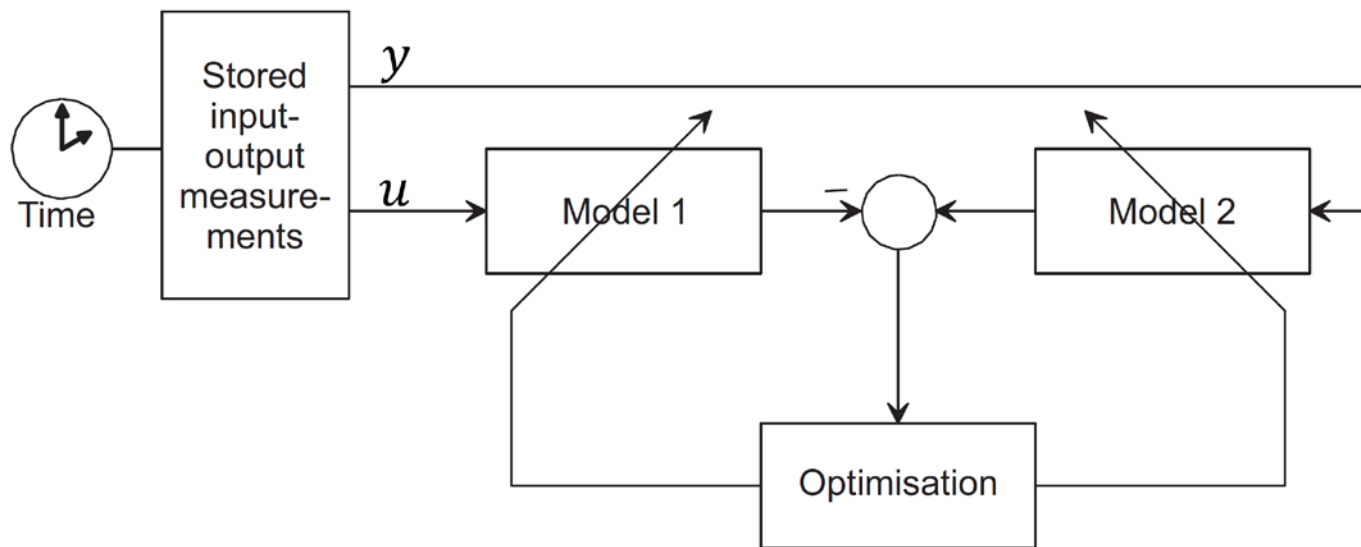 Stored
input-
output
measure-
ments
Time
y
u
Model 1
−
Model 2
Optimisation